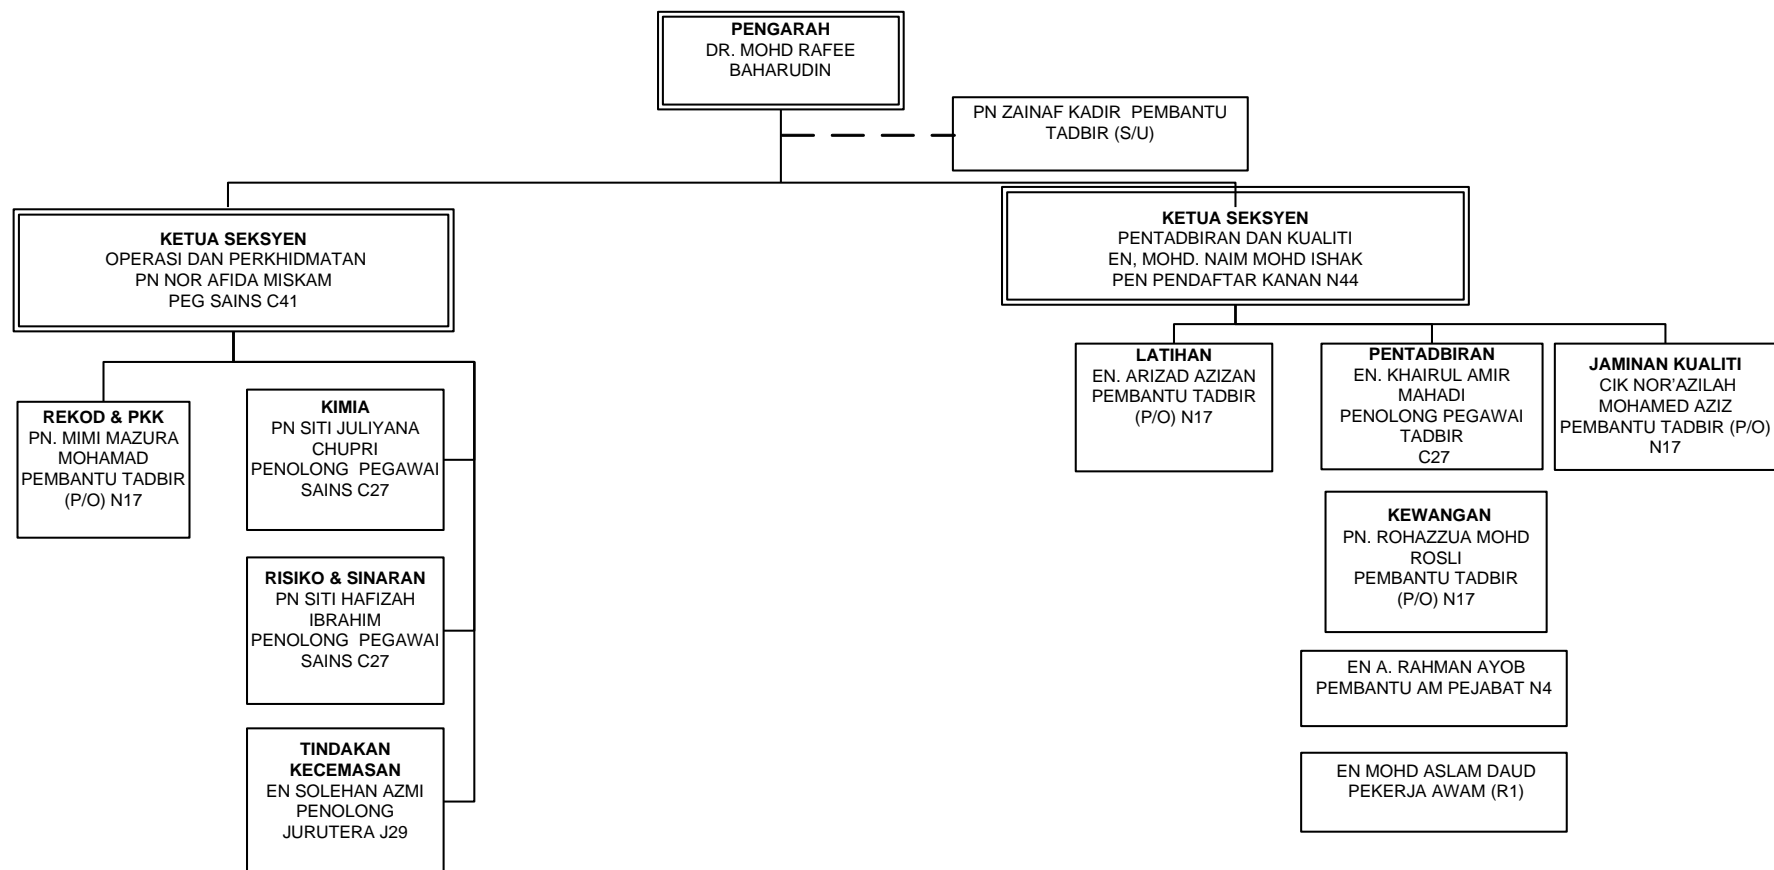 PENGARAH
DR. MOHD RAFEE
BAHARUDIN
PN ZAINAF KADIR  PEMBANTU
TADBIR (S/U)
KETUA SEKSYEN
OPERASI DAN PERKHIDMATAN
PN NOR AFIDA MISKAM
PEG SAINS C41
KETUA SEKSYEN
PENTADBIRAN DAN KUALITI
EN, MOHD. NAIM MOHD ISHAK
PEN PENDAFTAR KANAN N44
REKOD & PKK
PN. MIMI MAZURA
MOHAMAD
PEMBANTU TADBIR
(P/O) N17
KIMIA
PN SITI JULIYANA
CHUPRI
PENOLONG  PEGAWAI
SAINS C27
RISIKO & SINARAN
PN SITI HAFIZAH
IBRAHIM
PENOLONG  PEGAWAI
SAINS C27
TINDAKAN
KECEMASAN
EN SOLEHAN AZMI
PENOLONG
JURUTERA J29
LATIHAN
EN. ARIZAD AZIZAN
PEMBANTU TADBIR
(P/O) N17
PENTADBIRAN
EN. KHAIRUL AMIR
MAHADI
PENOLONG PEGAWAI
TADBIR
C27
JAMINAN KUALITI
CIK NOR'AZILAH
MOHAMED AZIZ
PEMBANTU TADBIR (P/O)
N17
KEWANGAN
PN. ROHAZZUA MOHD
ROSLI
PEMBANTU TADBIR
(P/O) N17
EN A. RAHMAN AYOB
PEMBANTU AM PEJABAT N4
EN MOHD ASLAM DAUD
PEKERJA AWAM (R1)